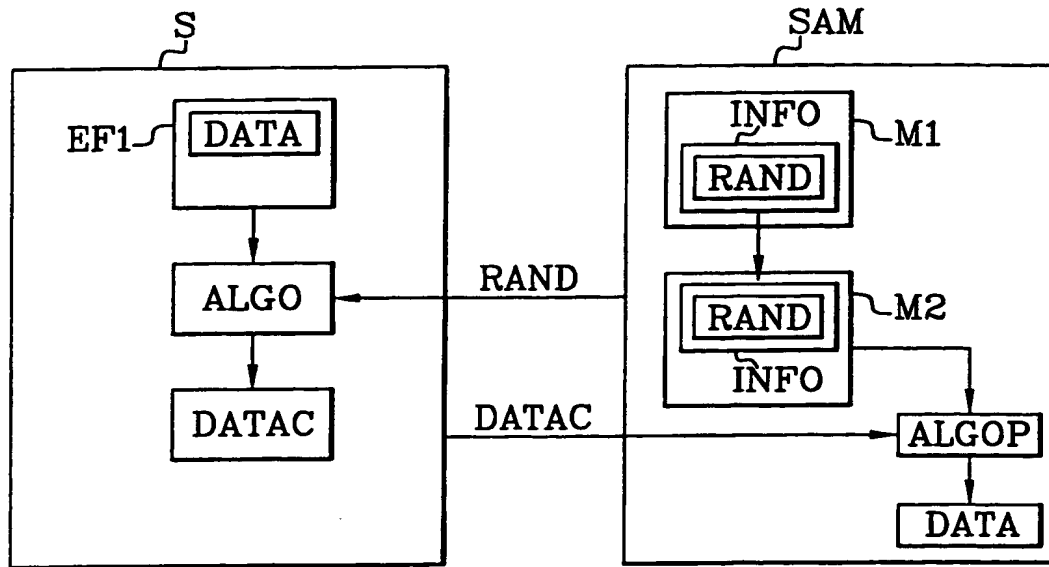 S
EF1
DATA
ALGO
DATAC
RAND
DATAC
SAM
INFO
RAND
M1
RAND
M2
INFO
ALGOP
DATA